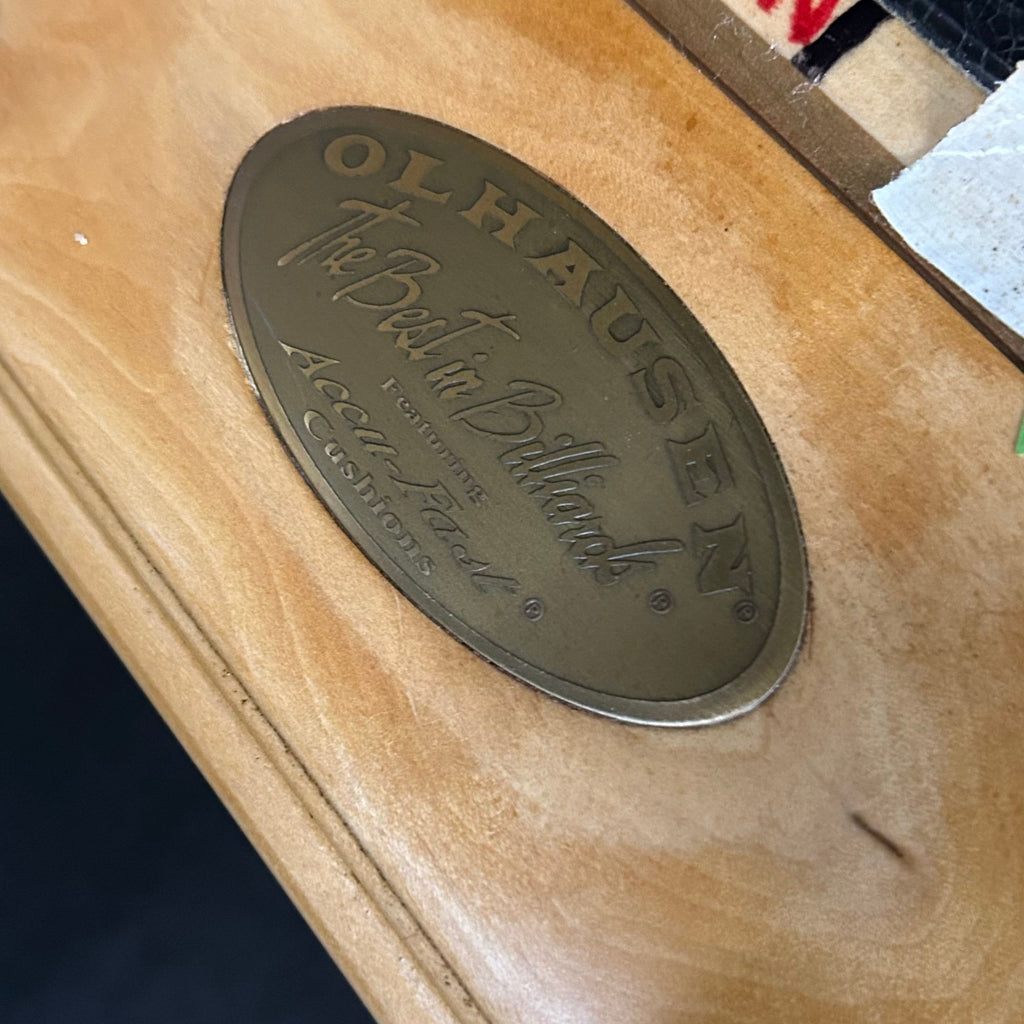 OLHAUSEN®
The Best in Billiards®
Featuring
Accu-Fast®
Cushions